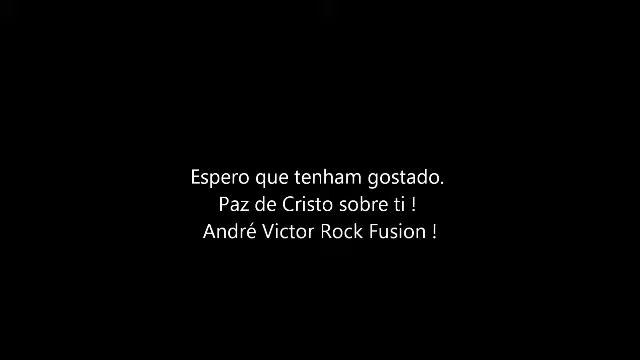 Espero que tenham gostado.
Paz de Cristo sobre ti !
André Victor Rock Fusion !